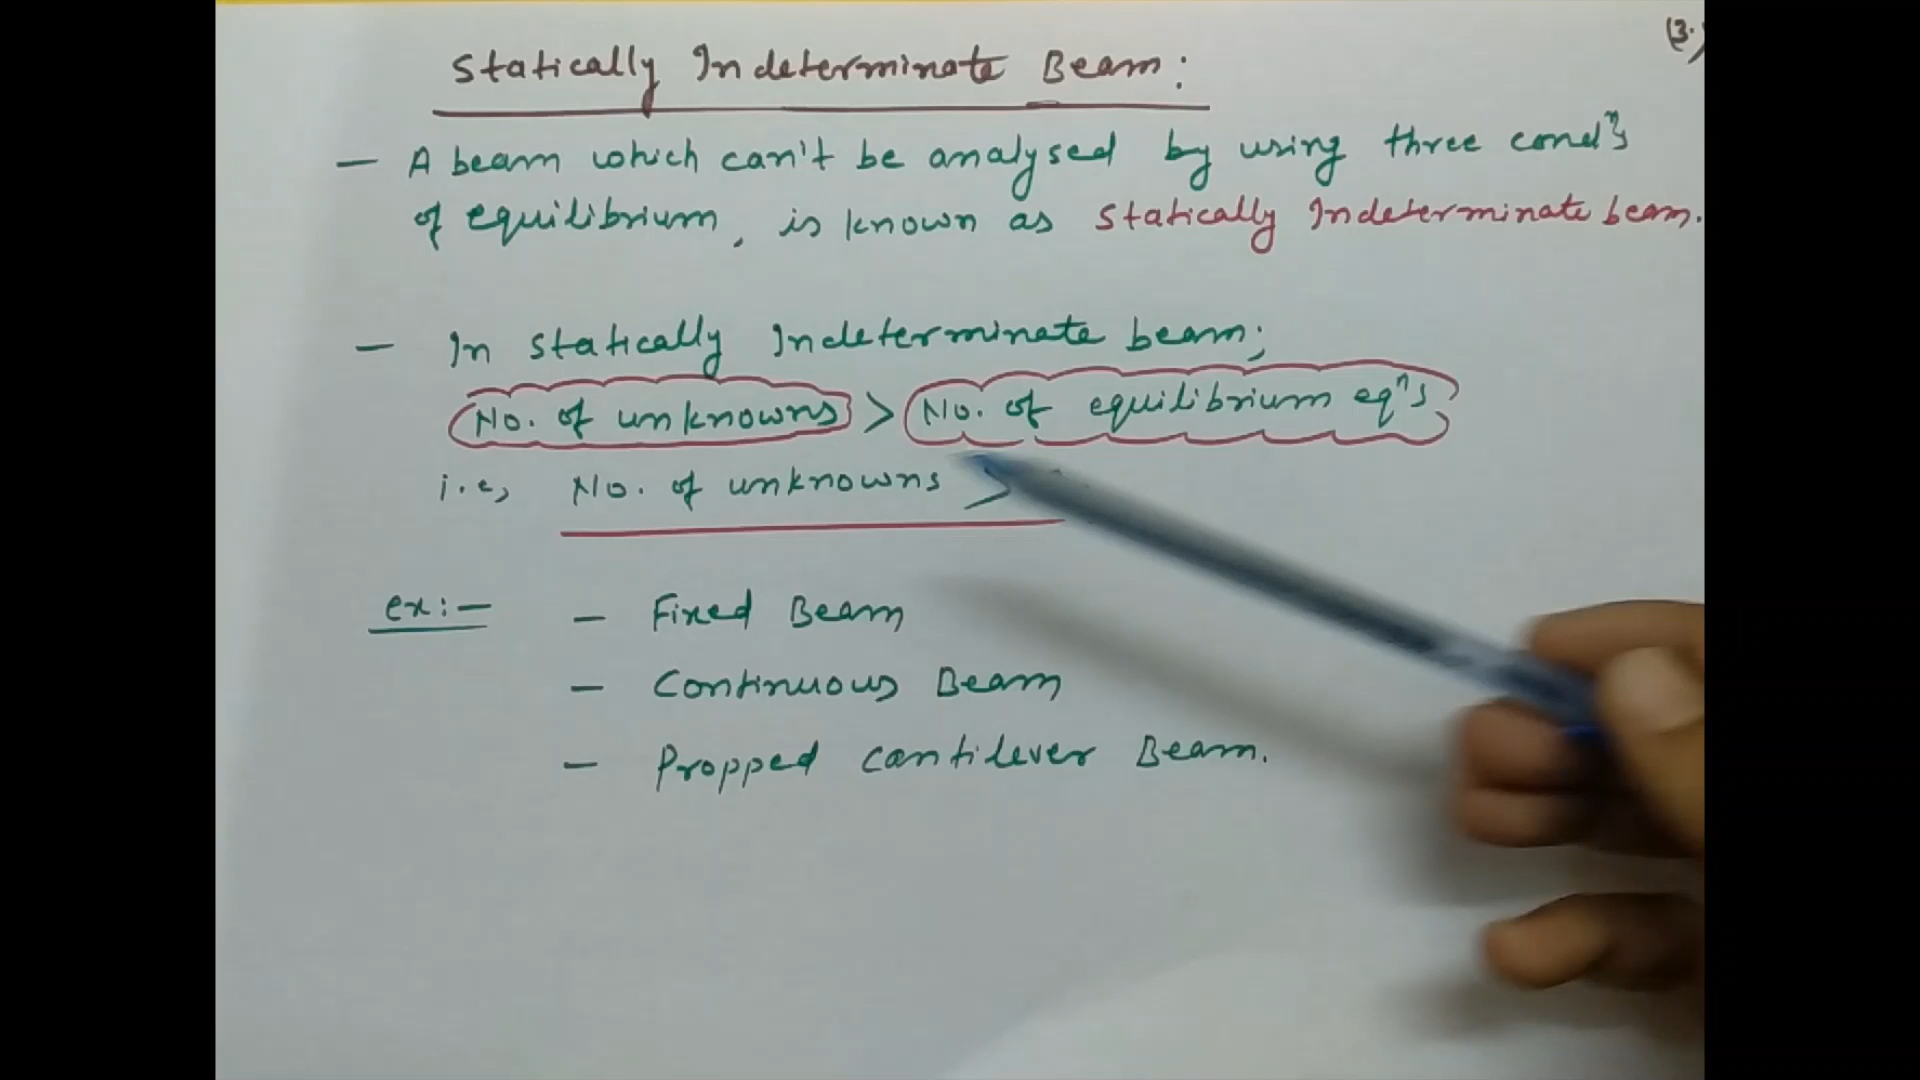 (3.)
Statically Indeterminate Beam:
— A beam which can't be analysed by using three condⁿs
of equilibrium, is known as Statically Indeterminate beam.
— In statically Indeterminate beam;
No. of unknowns > No. of equilibrium eqⁿs
i.e, No. of unknowns >
ex:— — Fixed Beam
— Continuous Beam
— Propped cantilever Beam.